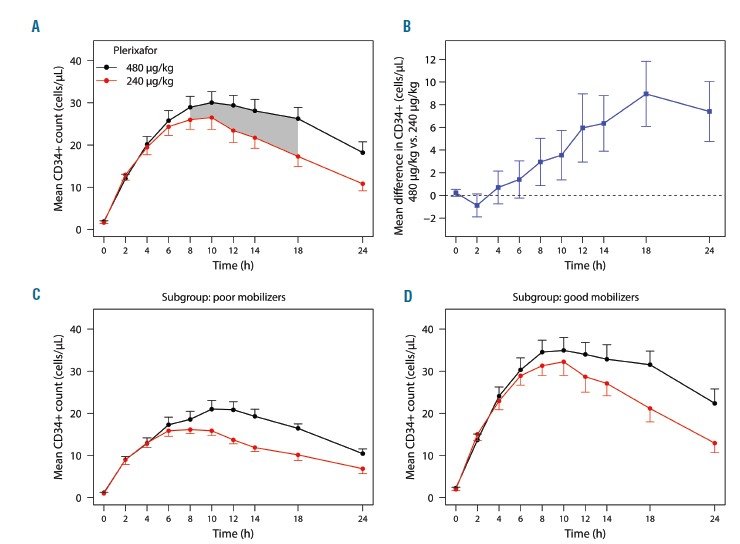 A
Mean CD34+ count (cells/µL)
Plerixafor
480 µg/kg
240 µg/kg
40
30
20
10
0
0 2 4 6 8 10 12 14 18 24
Time (h)
B
Mean difference in CD34+ (cells/µL)
480 µg/kg vs. 240 µg/kg
12
10
8
6
4
2
0
−2
0 2 4 6 8 10 12 14 18 24
Time (h)
C
Subgroup: poor mobilizers
Mean CD34+ count (cells/µL)
40
30
20
10
0
0 2 4 6 8 10 12 14 18 24
Time (h)
D
Subgroup: good mobilizers
Mean CD34+ count (cells/µL)
40
30
20
10
0
0 2 4 6 8 10 12 14 18 24
Time (h)